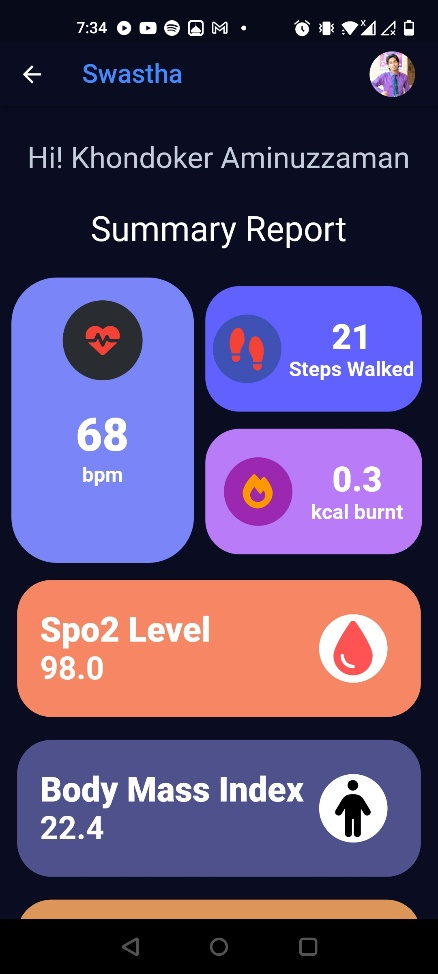 7:34
Swastha
Hi! Khondoker Aminuzzaman
Summary Report
68
bpm
21
Steps Walked
0.3
kcal burnt
Spo2 Level
98.0
Body Mass Index
22.4